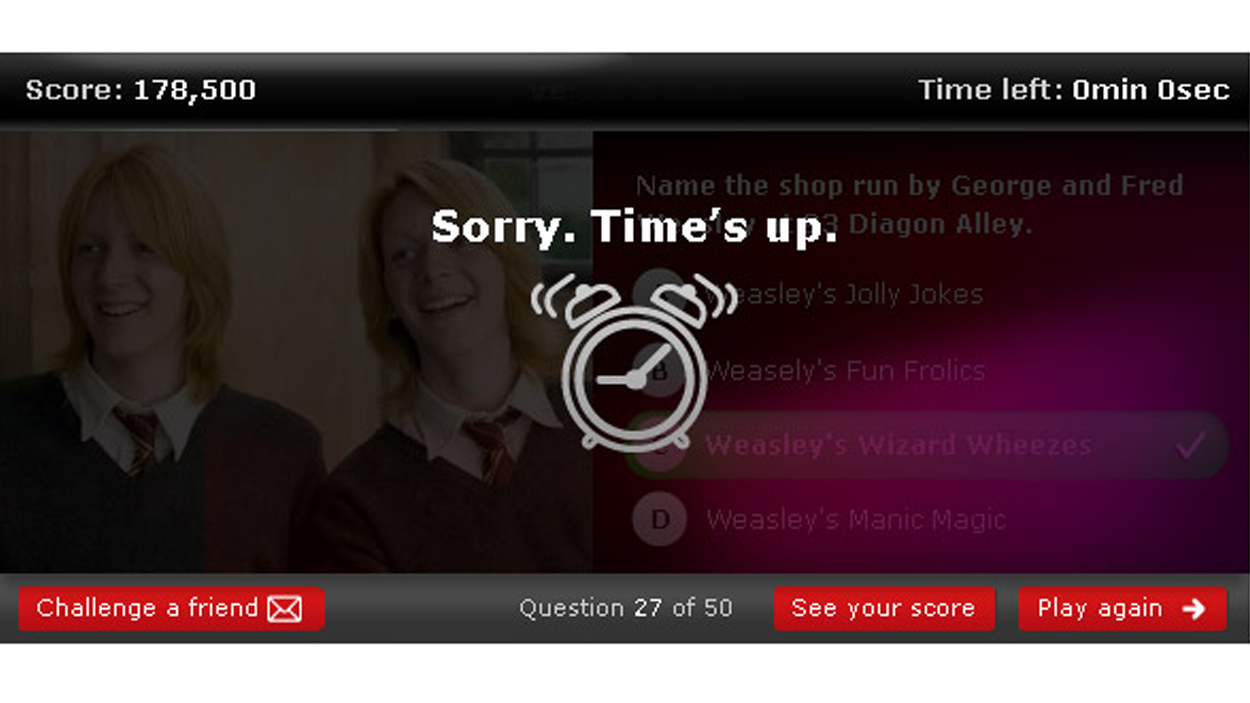 Score: 178,500
Time left: 0min 0sec
Name the shop run by George and Fred
Diagon Alley.
Sorry. Time's up.
Weasley's Jolly Jokes
B Weasely's Fun Frolics
Weasley's Wizard Wheezes
D Weasley's Manic Magic
Challenge a friend
Question 27 of 50
See your score
Play again